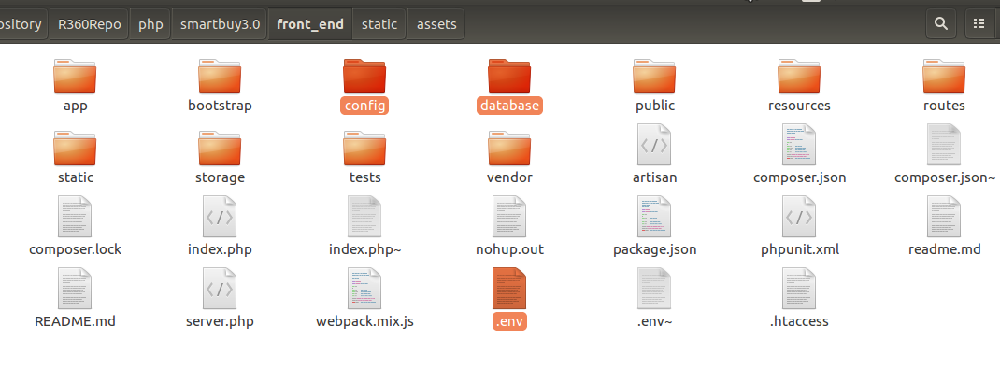 ository R360Repo php smartbuy3.0 front_end static assets
app bootstrap config database public resources routes
static storage tests vendor artisan composer.json composer.json~
composer.lock index.php index.php~ nohup.out package.json phpunit.xml readme.md
README.md server.php webpack.mix.js .env .env~ .htaccess